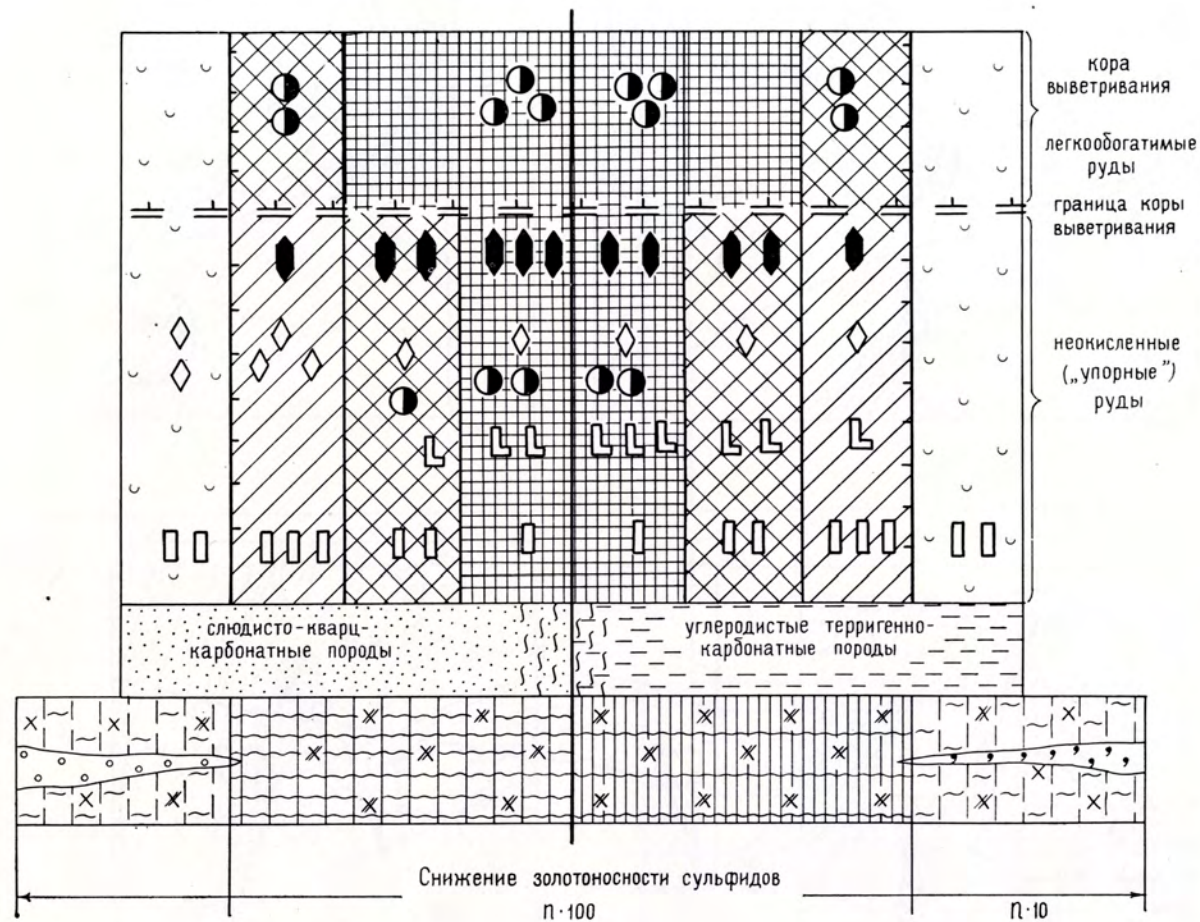 кора
выветривания
легкообогатимые
руды
граница коры
выветривания
неокисленные
(„упорные”)
руды
слюдисто-кварц-
карбонатные породы
углеродистые терригенно-
карбонатные породы
Снижение золотоносности сульфидов
п·100
п·10